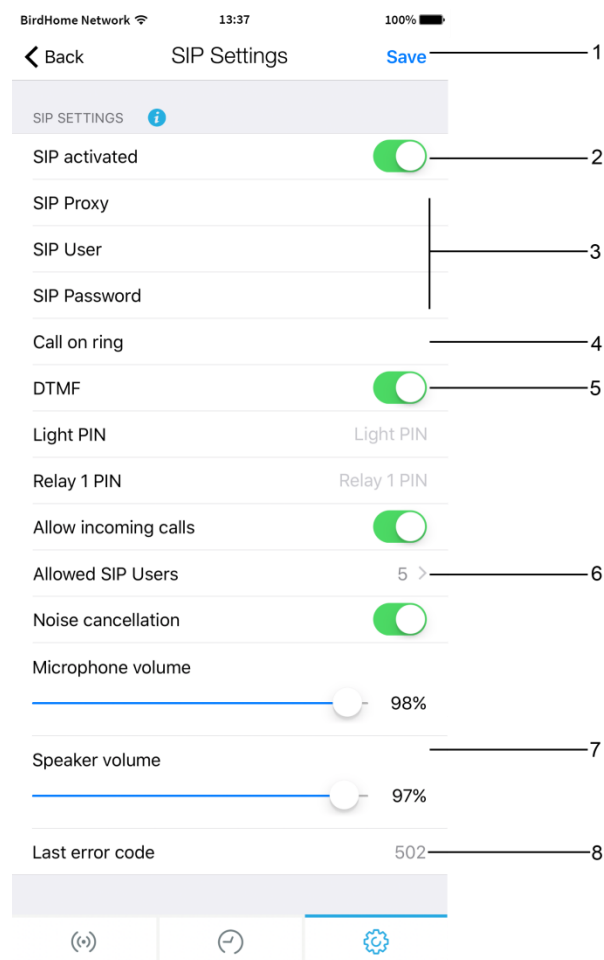 BirdHome Network 13:37 100%
Back SIP Settings Save 1
SIP SETTINGS i
SIP activated 2
SIP Proxy
SIP User 3
SIP Password
Call on ring 4
DTMF 5
Light PIN Light PIN
Relay 1 PIN Relay 1 PIN
Allow incoming calls
Allowed SIP Users 5 6
Noise cancellation
Microphone volume
98%
7
Speaker volume
97%
Last error code 502 8